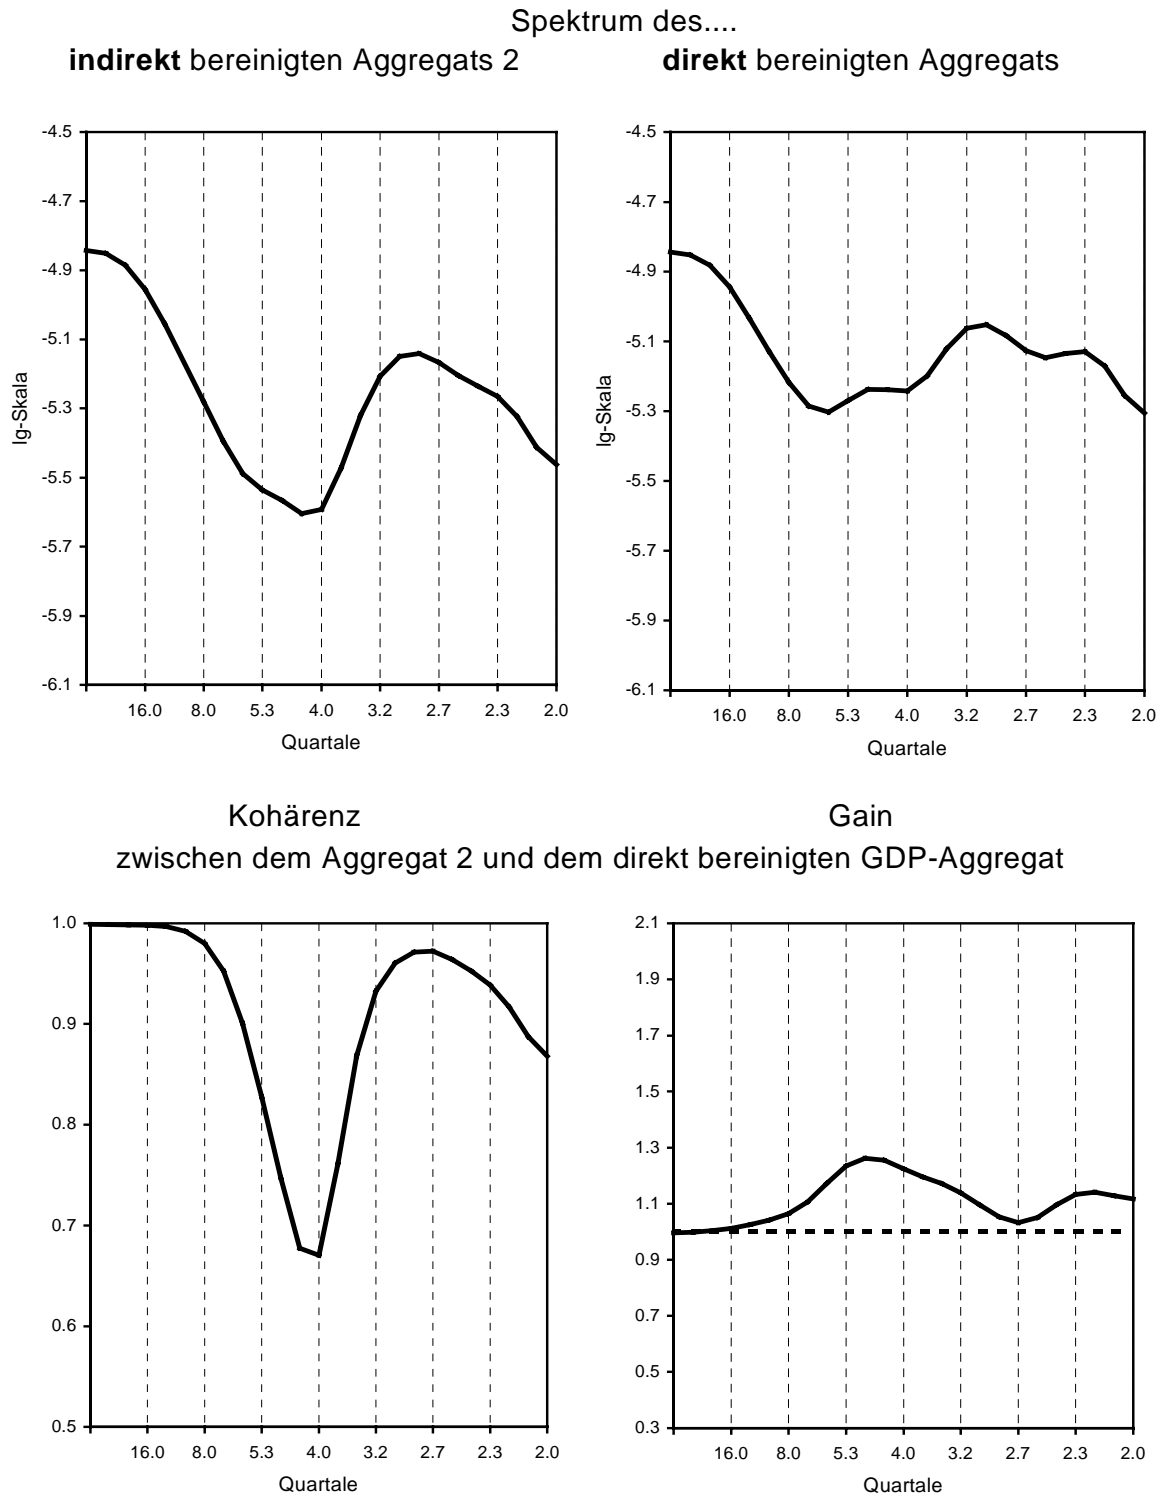 Spektrum des....
indirekt bereinigten Aggregats 2
direkt bereinigten Aggregats
-4.5
-4.7
-4.9
-5.1
-5.3
-5.5
-5.7
-5.9
-6.1
lg-Skala
16.0 8.0 5.3 4.0 3.2 2.7 2.3 2.0
Quartale
-4.5
-4.7
-4.9
-5.1
-5.3
-5.5
-5.7
-5.9
-6.1
lg-Skala
16.0 8.0 5.3 4.0 3.2 2.7 2.3 2.0
Quartale
Kohärenz
Gain
zwischen dem Aggregat 2 und dem direkt bereinigten GDP-Aggregat
1.0
0.9
0.8
0.7
0.6
0.5
16.0 8.0 5.3 4.0 3.2 2.7 2.3 2.0
Quartale
2.1
1.9
1.7
1.5
1.3
1.1
0.9
0.7
0.5
0.3
16.0 8.0 5.3 4.0 3.2 2.7 2.3 2.0
Quartale